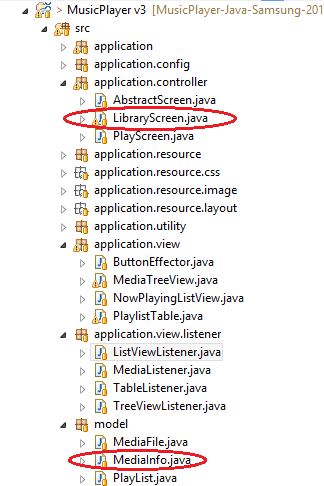 > MusicPlayer v3 [MusicPlayer-Java-Samsung-201
src
application
application.config
application.controller
AbstractScreen.java
LibraryScreen.java
PlayScreen.java
application.resource
application.resource.css
application.resource.image
application.resource.layout
application.utility
application.view
ButtonEffector.java
MediaTreeView.java
NowPlayingListView.java
PlaylistTable.java
application.view.listener
ListViewListener.java
MediaListener.java
TableListener.java
TreeViewListener.java
model
MediaFile.java
MediaInfo.java
PlayList.java